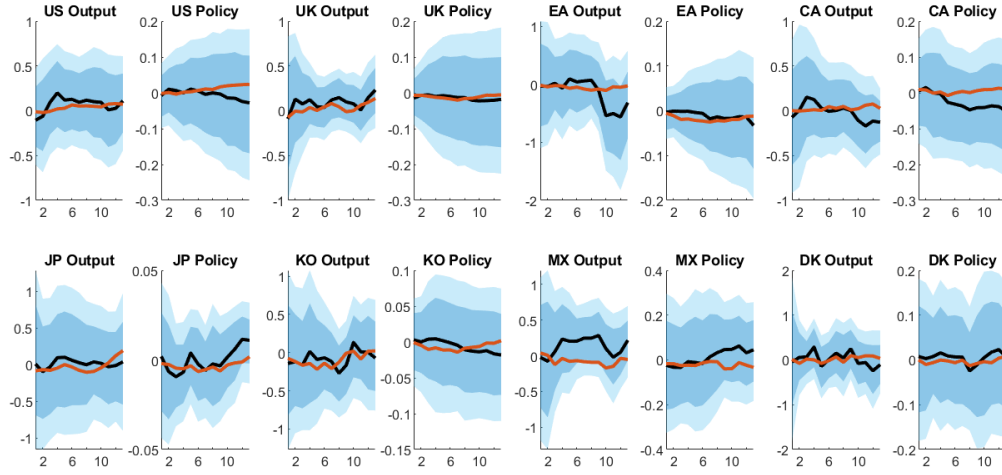 US Output
1
0.5
0
-0.5
-1
2 6 10
US Policy
0.2
0.1
0
-0.1
-0.2
-0.3
2 6 10
UK Output
1
0.5
0
-0.5
-1
2 6 10
UK Policy
0.2
0.1
0
-0.1
-0.2
-0.3
2 6 10
EA Output
1
0
-1
-2
2 6 10
EA Policy
0.2
0.1
0
-0.1
-0.2
2 6 10
CA Output
1
0.5
0
-0.5
-1
2 6 10
CA Policy
0.2
0.1
0
-0.1
-0.2
-0.3
2 6 10
JP Output
1
0.5
0
-0.5
-1
2 6 10
JP Policy
0.05
0
-0.05
2 6 10
KO Output
1
0.5
0
-0.5
-1
2 6 10
KO Policy
0.1
0.05
0
-0.05
-0.1
-0.15
2 6 10
MX Output
1
0.5
0
-0.5
-1
2 6 10
MX Policy
0.4
0.2
0
-0.2
-0.4
2 6 10
DK Output
2
1
0
-1
-2
2 6 10
DK Policy
0.2
0.1
0
-0.1
-0.2
2 6 10